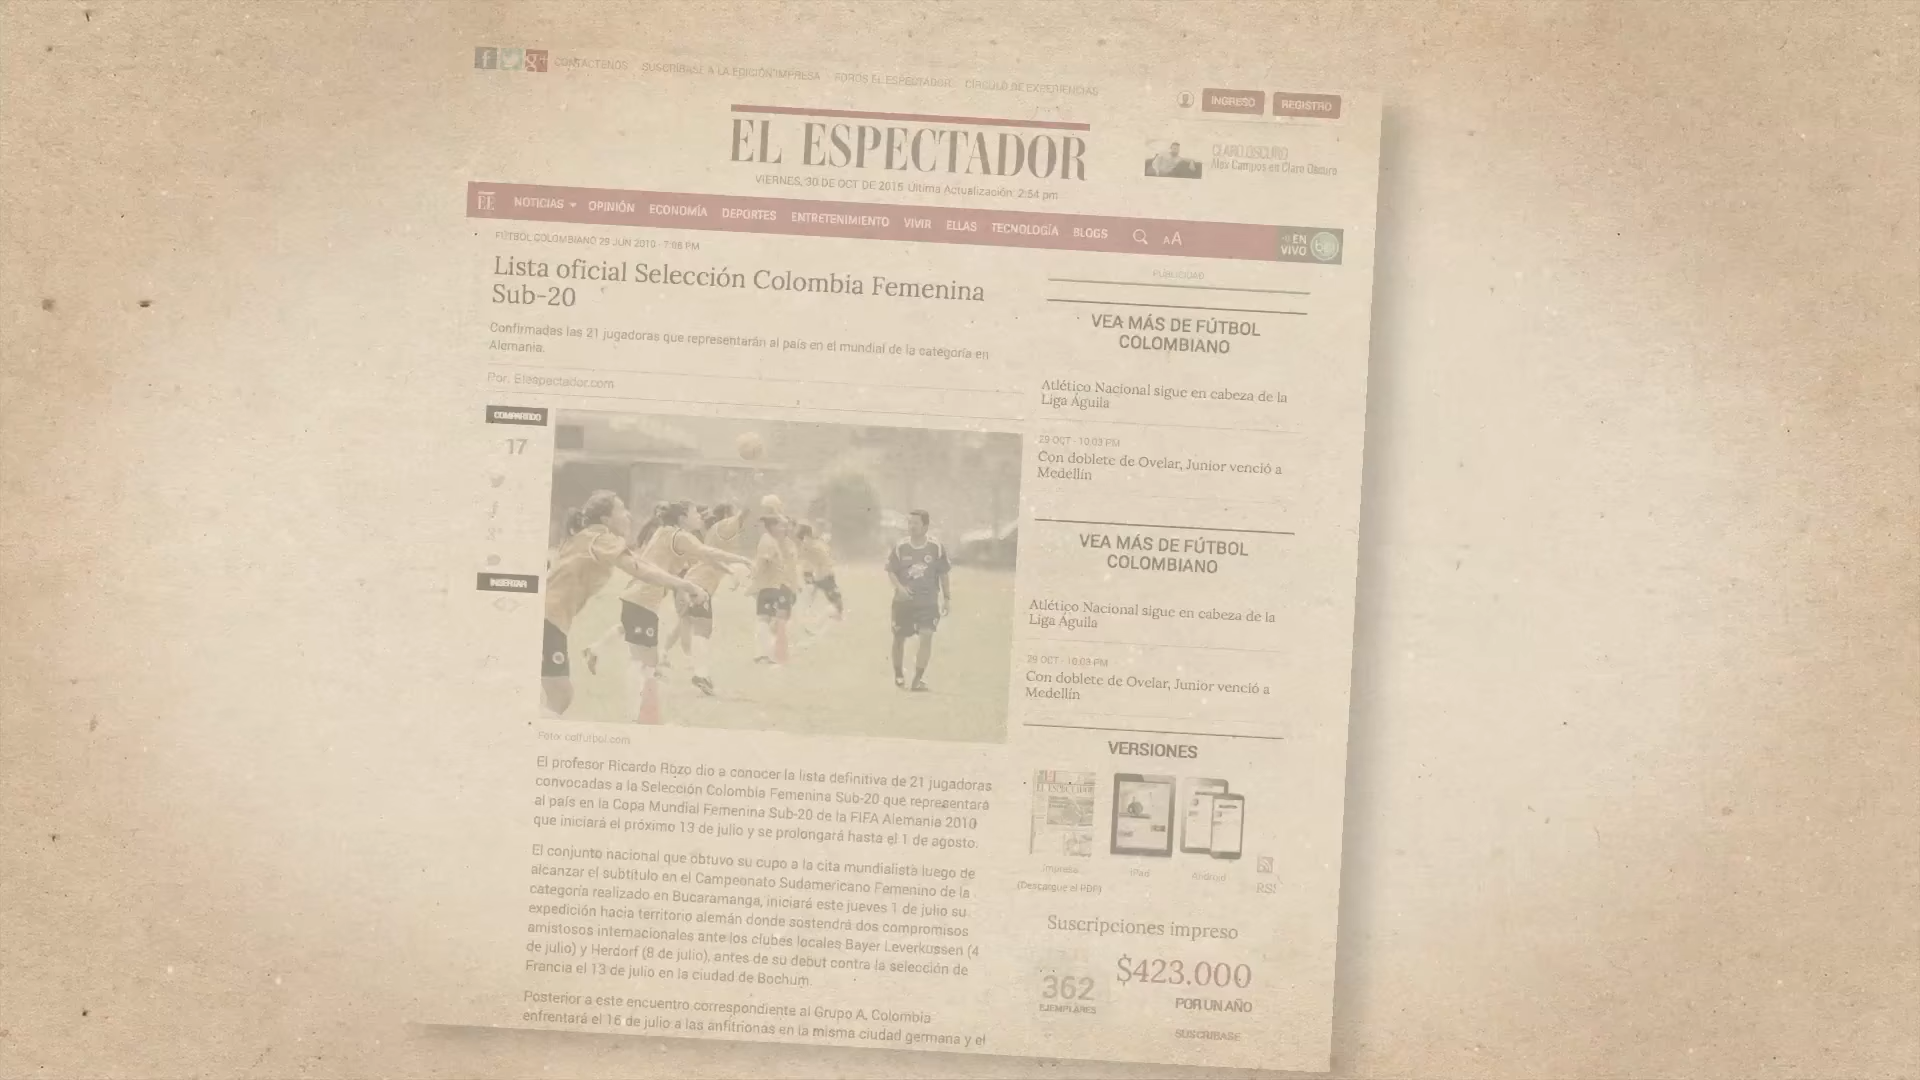 CONTÁCTENOS SUSCRÍBASE A LA EDICIÓN IMPRESA FOROS EL ESPECTADOR CÍRCULO DE EXPERIENCIAS
INGRESO REGISTRO
EL ESPECTADOR
VIERNES, 30 DE OCT DE 2015 Última Actualización: 2:54 pm
CLAROOSCURO
Alex Campos en Claro Oscuro
EE NOTICIAS OPINIÓN ECONOMÍA DEPORTES ENTRETENIMIENTO VIVIR ELLAS TECNOLOGÍA BLOGS AA EN VIVO
FÚTBOL COLOMBIANO 29 JUN 2010 - 7:08 PM
Lista oficial Selección Colombia Femenina
Sub-20
Confirmadas las 21 jugadoras que representarán al país en el mundial de la categoría en
Alemania.
Por: Elespectador.com
COMPARTIDO
17
INSERTAR
Foto: colfutbol.com
El profesor Ricardo Rozo dio a conocer la lista definitiva de 21 jugadoras
convocadas a la Selección Colombia Femenina Sub-20 que representará
al país en la Copa Mundial Femenina Sub-20 de la FIFA Alemania 2010
que iniciará el próximo 13 de julio y se prolongará hasta el 1 de agosto.
El conjunto nacional que obtuvo su cupo a la cita mundialista luego de
alcanzar el subtítulo en el Campeonato Sudamericano Femenino de la
categoría realizado en Bucaramanga, iniciará este jueves 1 de julio su
expedición hacia territorio alemán donde sostendrá dos compromisos
amistosos internacionales ante los clubes locales Bayer Leverkussen (4
de julio) y Herdorf (8 de julio), antes de su debut contra la selección de
Francia el 13 de julio en la ciudad de Bochum.
Posterior a este encuentro correspondiente al Grupo A, Colombia
enfrentará el 16 de julio a las anfitrionas en la misma ciudad germana y el
PUBLICIDAD
VEA MÁS DE FÚTBOL
COLOMBIANO
Atlético Nacional sigue en cabeza de la
Liga Águila
29 OCT - 10:03 PM
Con doblete de Ovelar, Junior venció a
Medellín
VEA MÁS DE FÚTBOL
COLOMBIANO
Atlético Nacional sigue en cabeza de la
Liga Águila
29 OCT - 10:03 PM
Con doblete de Ovelar, Junior venció a
Medellín
VERSIONES
EL ESPECTADOR
Impreso iPad Android
(Descargue el PDF) RSS
Suscripciones impreso
362
EJEMPLARES
$423.000
POR UN AÑO
SUSCRÍBASE